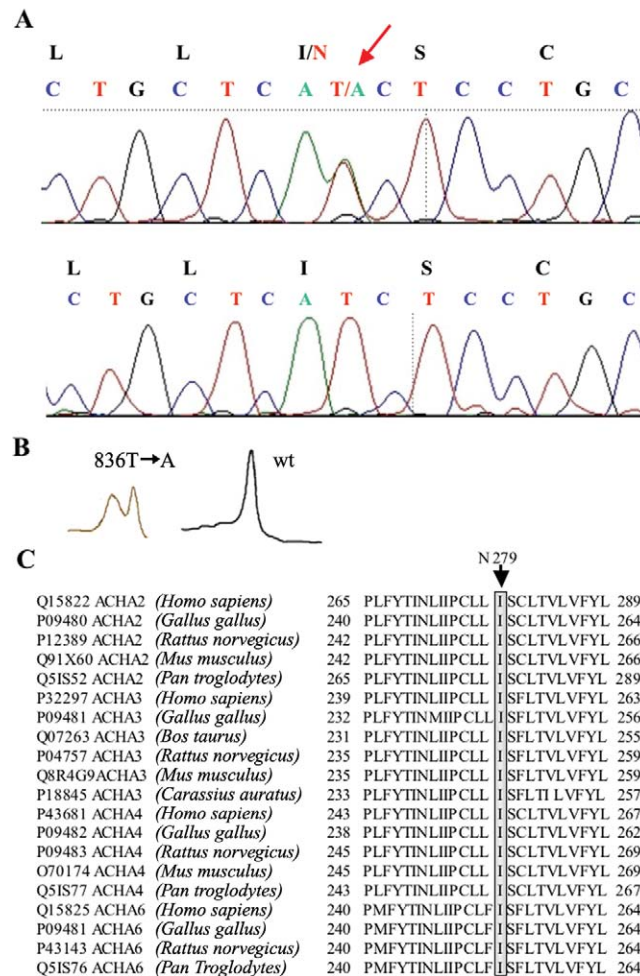 A
L L I/N S C
C T G C T C A T/A C T C C T G C
L L I S C
C T G C T C A T C T C C T G C
B
836T→A wt
C
N 279
Q15822 ACHA2 (Homo sapiens) 265 PLFYTINLIIPCLL I SCLTVLVFYL 289
P09480 ACHA2 (Gallus gallus) 240 PLFYTINLIIPCLL I SCLTVLVFYL 264
P12389 ACHA2 (Rattus norvegicus) 242 PLFYTINLIIPCLL I SCLTVLVFYL 266
Q91X60 ACHA2 (Mus musculus) 242 PLFYTINLIIPCLL I SCLTVLVFYL 266
Q5IS52 ACHA2 (Pan troglodytes) 265 PLFYTINLIIPCLL I SCLTVLVFYL 289
P32297 ACHA3 (Homo sapiens) 239 PLFYTINLIIPCLL I SFLTVLVFYL 263
P09481 ACHA3 (Gallus gallus) 232 PLFYTINMIIPCLL I SFLTVLVFYL 256
Q07263 ACHA3 (Bos taurus) 231 PLFYTINLIIPCLL I SFLTVLVFYL 255
P04757 ACHA3 (Rattus norvegicus) 235 PLFYTINLIIPCLL I SFLTVLVFYL 259
Q8R4G9ACHA3 (Mus musculus) 235 PLFYTINLIIPCLL I SFLTVLVFYL 259
P18845 ACHA3 (Carassius auratus) 233 PLFYTINLIIPCLL I SFLTI LVFYL 257
P43681 ACHA4 (Homo sapiens) 243 PLFYTINLIIPCLL I SCLTVLVFYL 267
P09482 ACHA4 (Gallus gallus) 238 PLFYTINLIIPCLL I SCLTVLVFYL 262
P09483 ACHA4 (Rattus norvegicus) 245 PLFYTINLIIPCLL I SCLTVLVFYL 269
O70174 ACHA4 (Mus musculus) 245 PLFYTINLIIPCLL I SCLTVLVFYL 269
Q5IS77 ACHA4 (Pan troglodytes) 243 PLFYTINLIIPCLL I SCLTVLVFYL 267
Q15825 ACHA6 (Homo sapiens) 240 PMFYTINLIIPCLF I SFLTVLVFYL 264
P09481 ACHA6 (Gallus gallus) 240 PMFYTINLIIPCLF I SFLTVLVFYL 264
P43143 ACHA6 (Rattus norvegicus) 240 PMFYTINLIIPCLF I SFLTVLVFYL 264
Q5IS76 ACHA6 (Pan Troglodytes) 240 PMFYTINLIIPCLF I SFLTVLVFYL 264